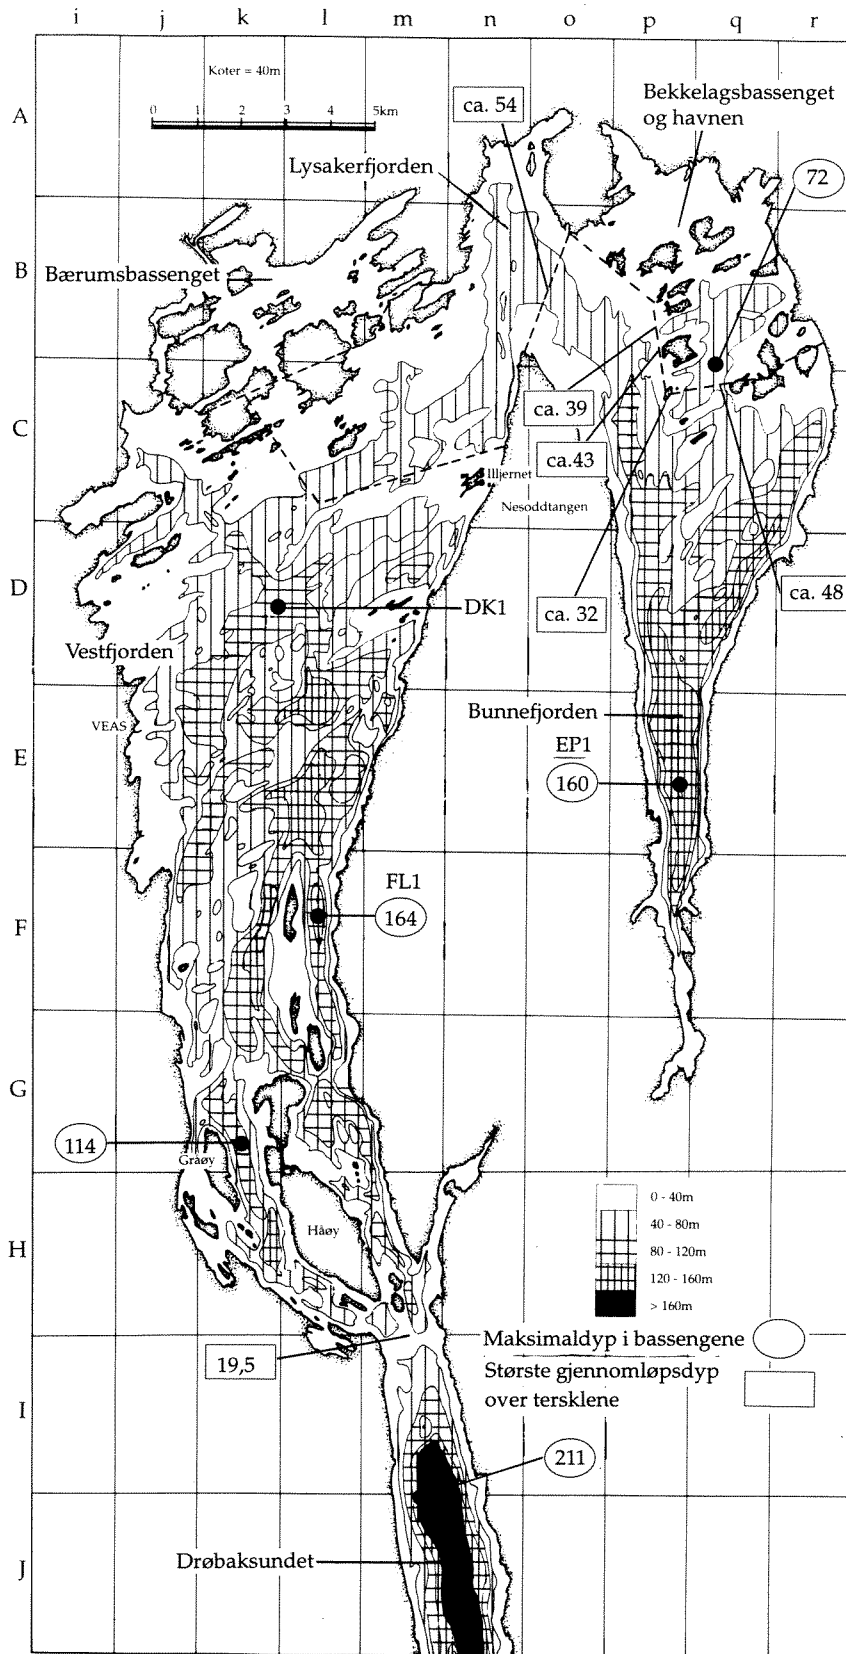 i j k l m n o p q r
A
Koter = 40m
0 1 2 3 4 5km
ca. 54
Bekkelagsbassenget
og havnen
Lysakerfjorden
72
B
Bærumsbassenget
C
ca. 39
ca.43
Illjernet
Nesoddtangen
D
DK1
ca. 32
ca. 48
Vestfjorden
Bunnefjorden
VEAS
E
EP1
160
FL1
164
F
G
114
Gråøy
0 - 40m
40 - 80m
H
Håøy
80 - 120m
120 - 160m
> 160m
Maksimaldyp i bassengene
19,5
Største gjennomløpsdyp
over tersklene
I
211
J
Drøbaksundet